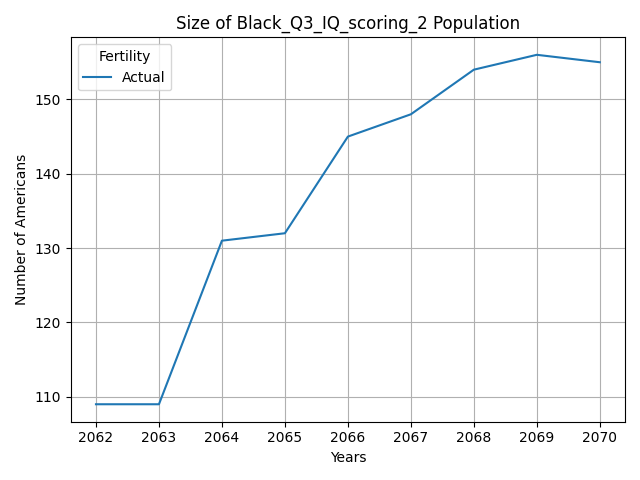 Size of Black_Q3_IQ_scoring_2 Population
Fertility
Actual
Number of Americans
150
140
130
120
110
2062 2063 2064 2065 2066 2067 2068 2069 2070
Years